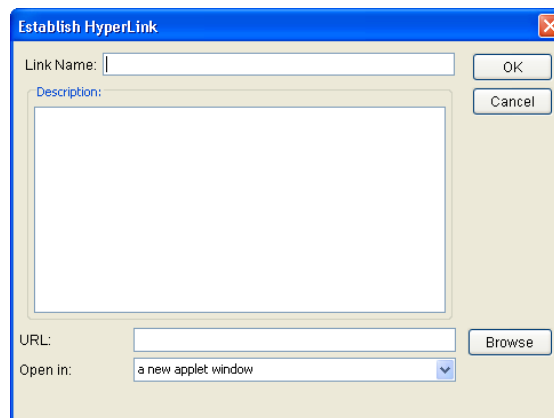 Establish HyperLink
Link Name:
OK
Description:
Cancel
URL:
Browse
Open in:
a new applet window